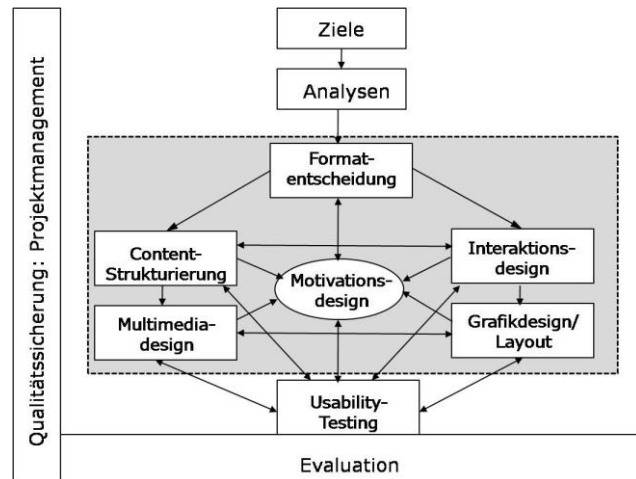 Qualitätssicherung: Projektmanagement
Ziele
Analysen
Format-
entscheidung
Content-
Strukturierung
Interaktions-
design
Motivations-
design
Multimedia-
design
Grafikdesign/
Layout
Usability-
Testing
Evaluation